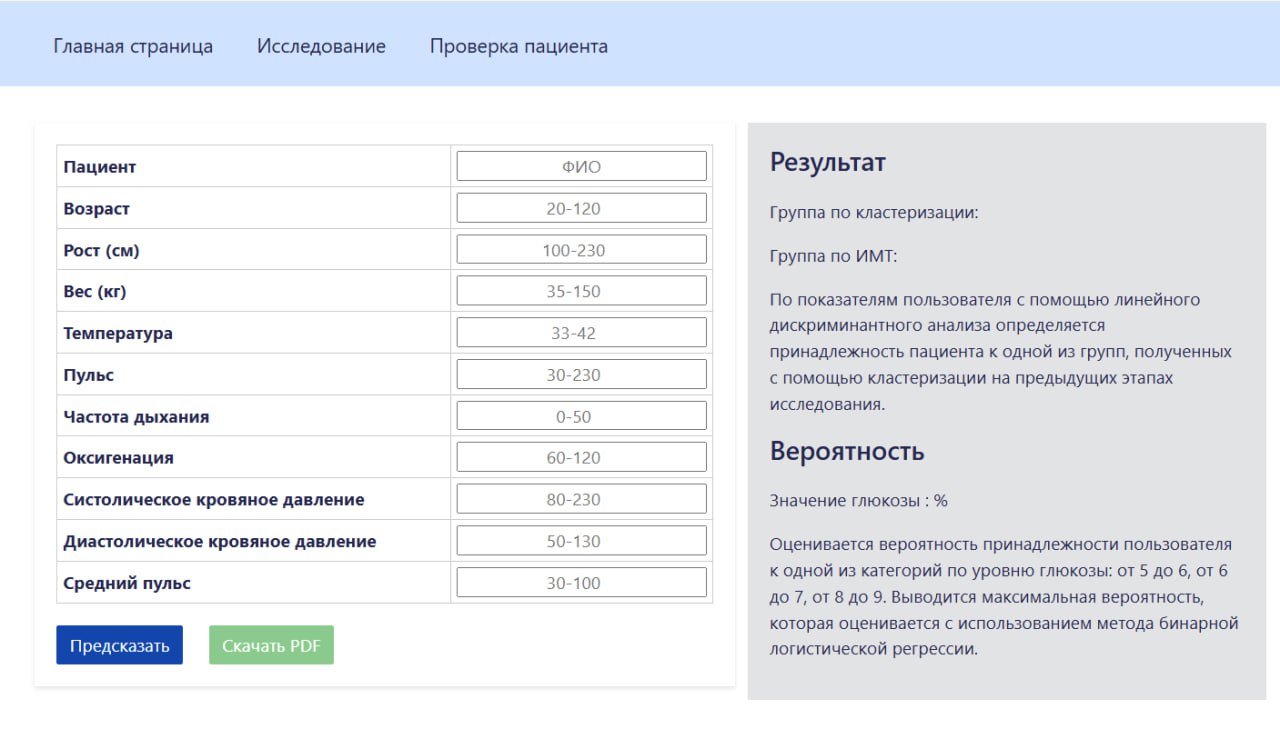 Главная страница Исследование Проверка пациента
Пациент ФИО
Возраст 20-120
Рост (см) 100-230
Вес (кг) 35-150
Температура 33-42
Пульс 30-230
Частота дыхания 0-50
Оксигенация 60-120
Систолическое кровяное давление 80-230
Диастолическое кровяное давление 50-130
Средний пульс 30-100
Предсказать Скачать PDF
Результат
Группа по кластеризации:
Группа по ИМТ:
По показателям пользователя с помощью линейного
дискриминантного анализа определяется
принадлежность пациента к одной из групп, полученных
с помощью кластеризации на предыдущих этапах
исследования.
Вероятность
Значение глюкозы : %
Оценивается вероятность принадлежности пользователя
к одной из категорий по уровню глюкозы: от 5 до 6, от 6
до 7, от 8 до 9. Выводится максимальная вероятность,
которая оценивается с использованием метода бинарной
логистической регрессии.